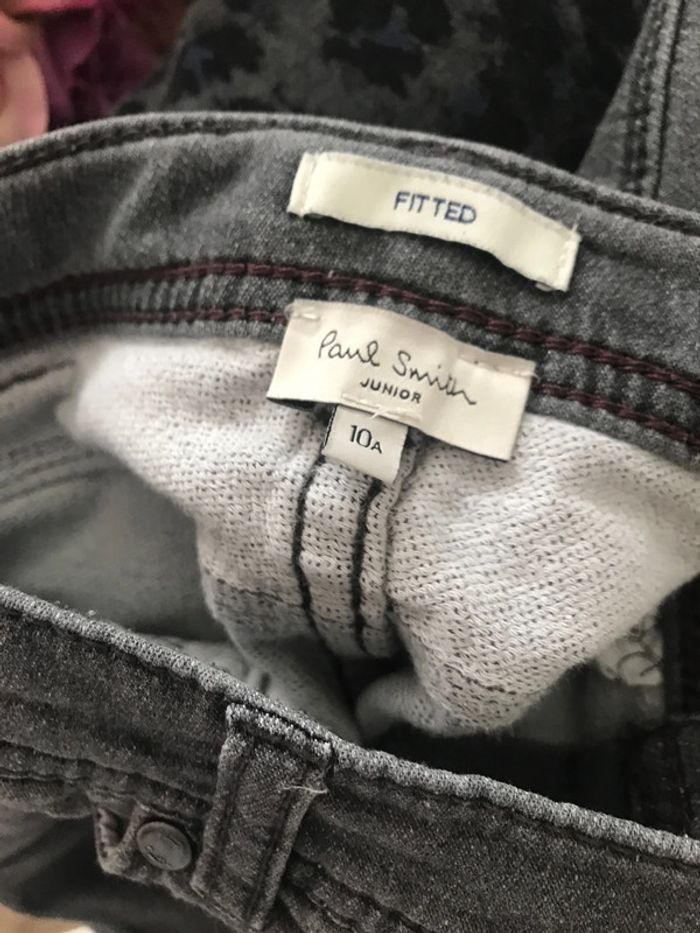 FITTED
Paul Smith
JUNIOR
10A